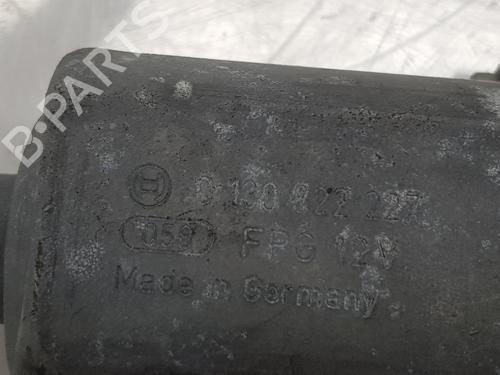 B-PARTS
0 130 822 227
059 FPG 12V
Made in Germany